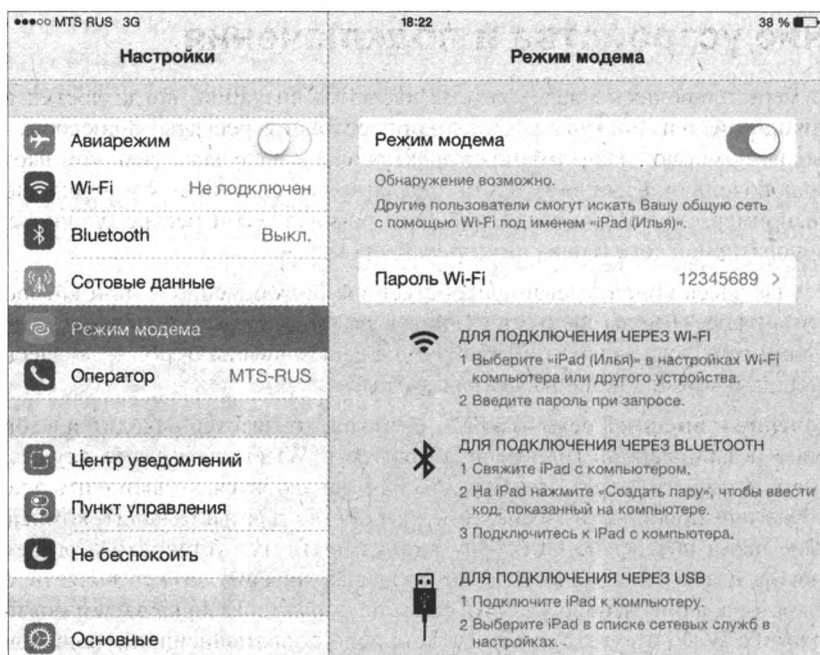 MTS RUS 3G 18:22 38 %
Настройки
Режим модема
Авиарежим
Wi-Fi Не подключен
Bluetooth Выкл.
Сотовые данные
Режим модема
Оператор MTS-RUS
Центр уведомлений
Пункт управления
Не беспокоить
Основные
Режим модема
Обнаружение возможно.
Другие пользователи смогут искать Вашу общую сеть
с помощью Wi-Fi под именем «iPad (Илья)«.
Пароль Wi-Fi 12345689 >
ДЛЯ ПОДКЛЮЧЕНИЯ ЧЕРЕЗ WI-FI
1 Выберите «iPad (Илья)» в настройках Wi-Fi
компьютера или другого устройства.
2 Введите пароль при запросе.
ДЛЯ ПОДКЛЮЧЕНИЯ ЧЕРЕЗ BLUETOOTH
1 Свяжите iPad с компьютером.
2 На iPad нажмите «Создать пару», чтобы ввести
код, показанный на компьютере.
3 Подключитесь к iPad с компьютера.
ДЛЯ ПОДКЛЮЧЕНИЯ ЧЕРЕЗ USB
1 Подключите iPad к компьютеру.
2 Выберите iPad в списке сетевых служб в
настройках.